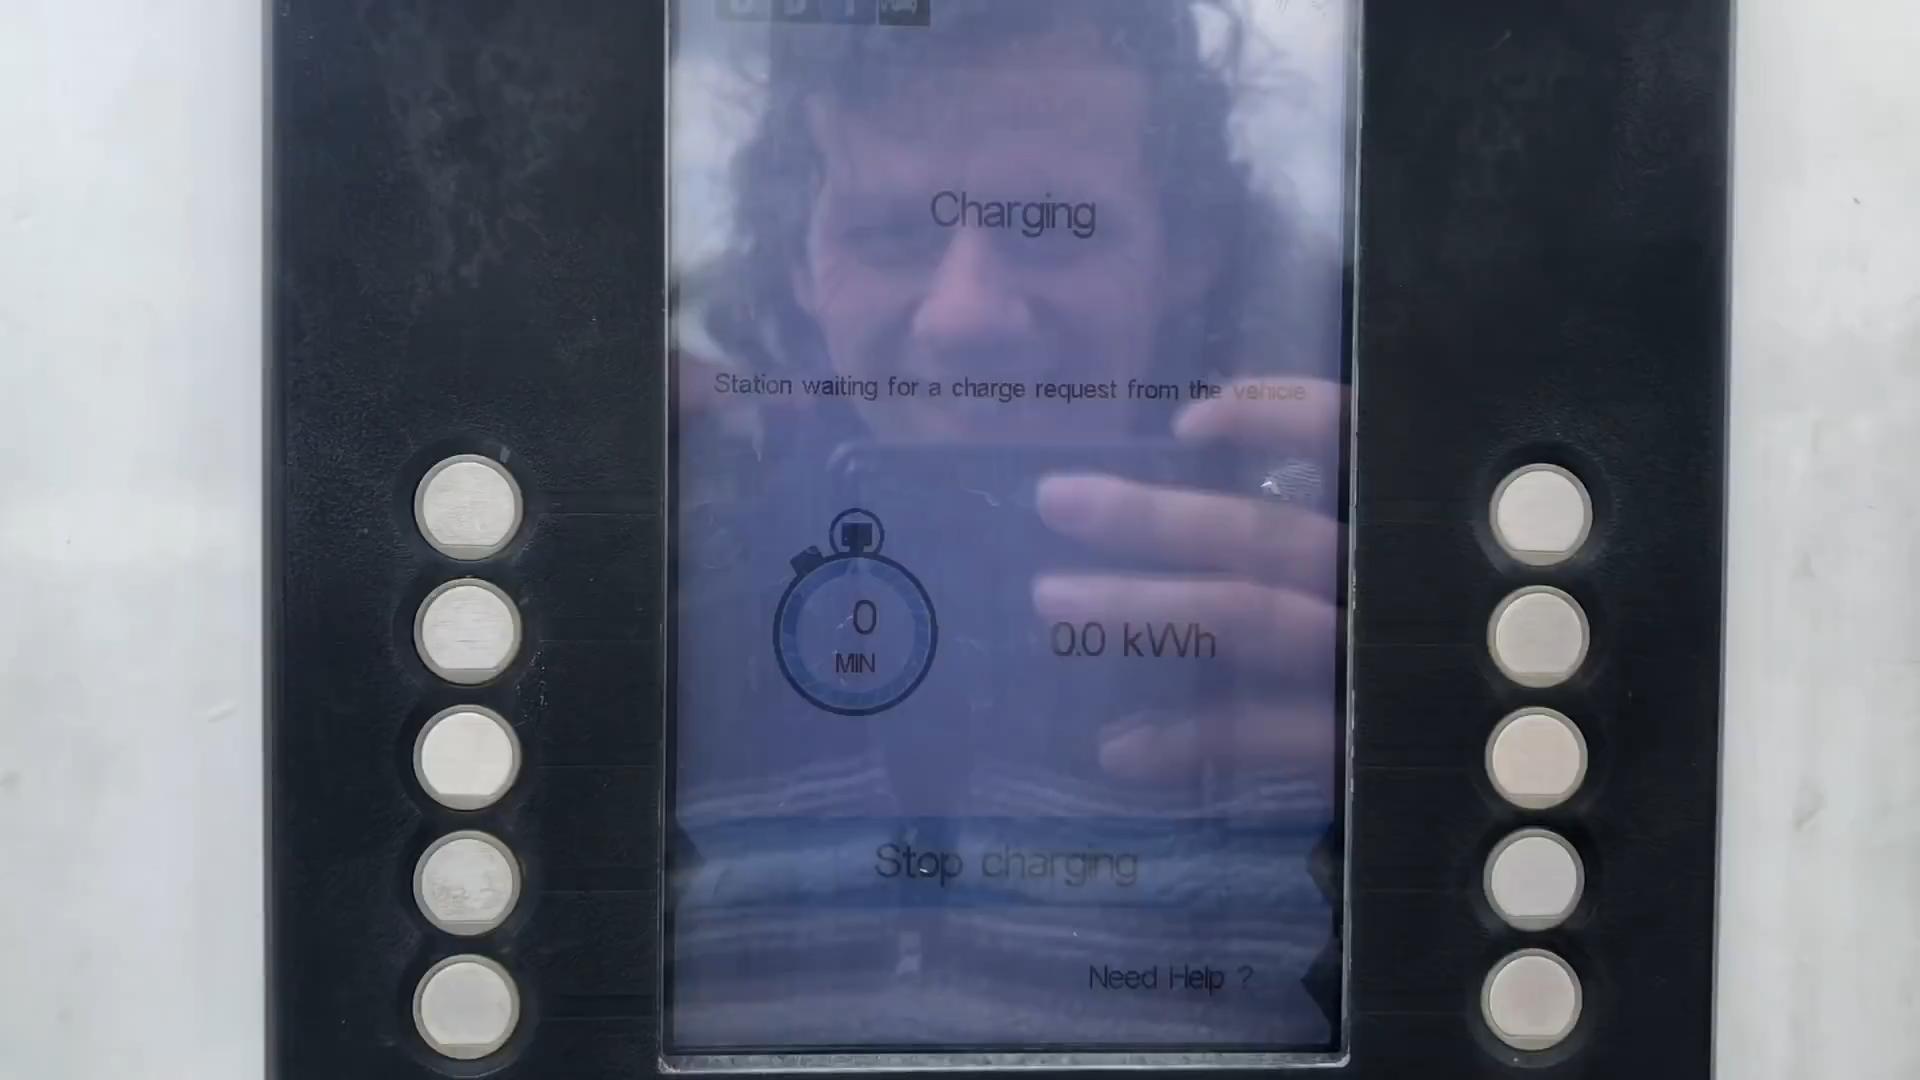 Charging
Station waiting for a charge request from the vehicle
0
MIN
0.0 kWh
Stop charging
Need Help ?